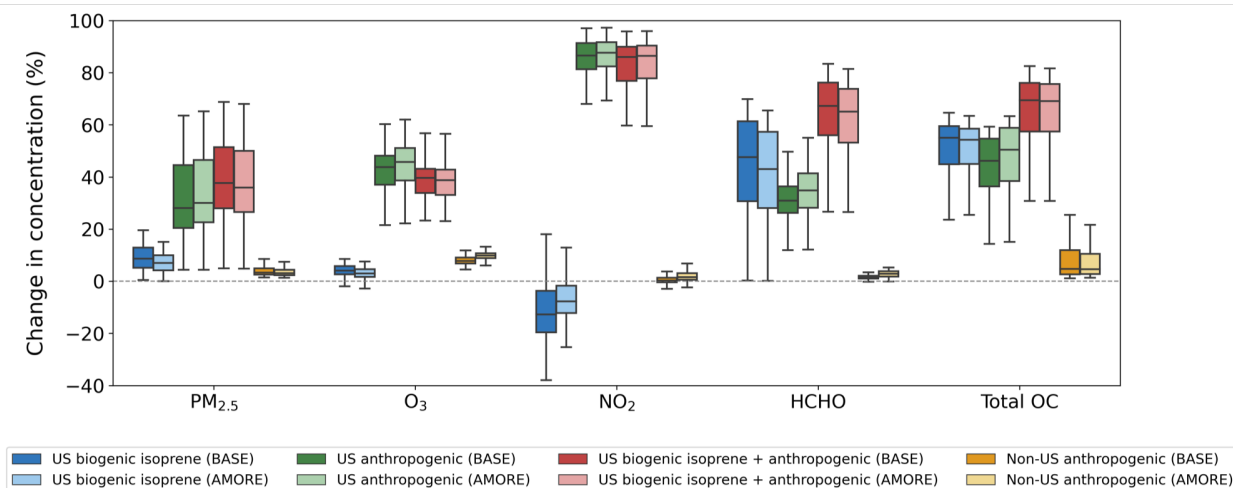 Change in concentration (%)
100
80
60
40
20
0
−20
−40
PM2.5
O3
NO2
HCHO
Total OC
US biogenic isoprene (BASE)
US biogenic isoprene (AMORE)
US anthropogenic (BASE)
US anthropogenic (AMORE)
US biogenic isoprene + anthropogenic (BASE)
US biogenic isoprene + anthropogenic (AMORE)
Non-US anthropogenic (BASE)
Non-US anthropogenic (AMORE)